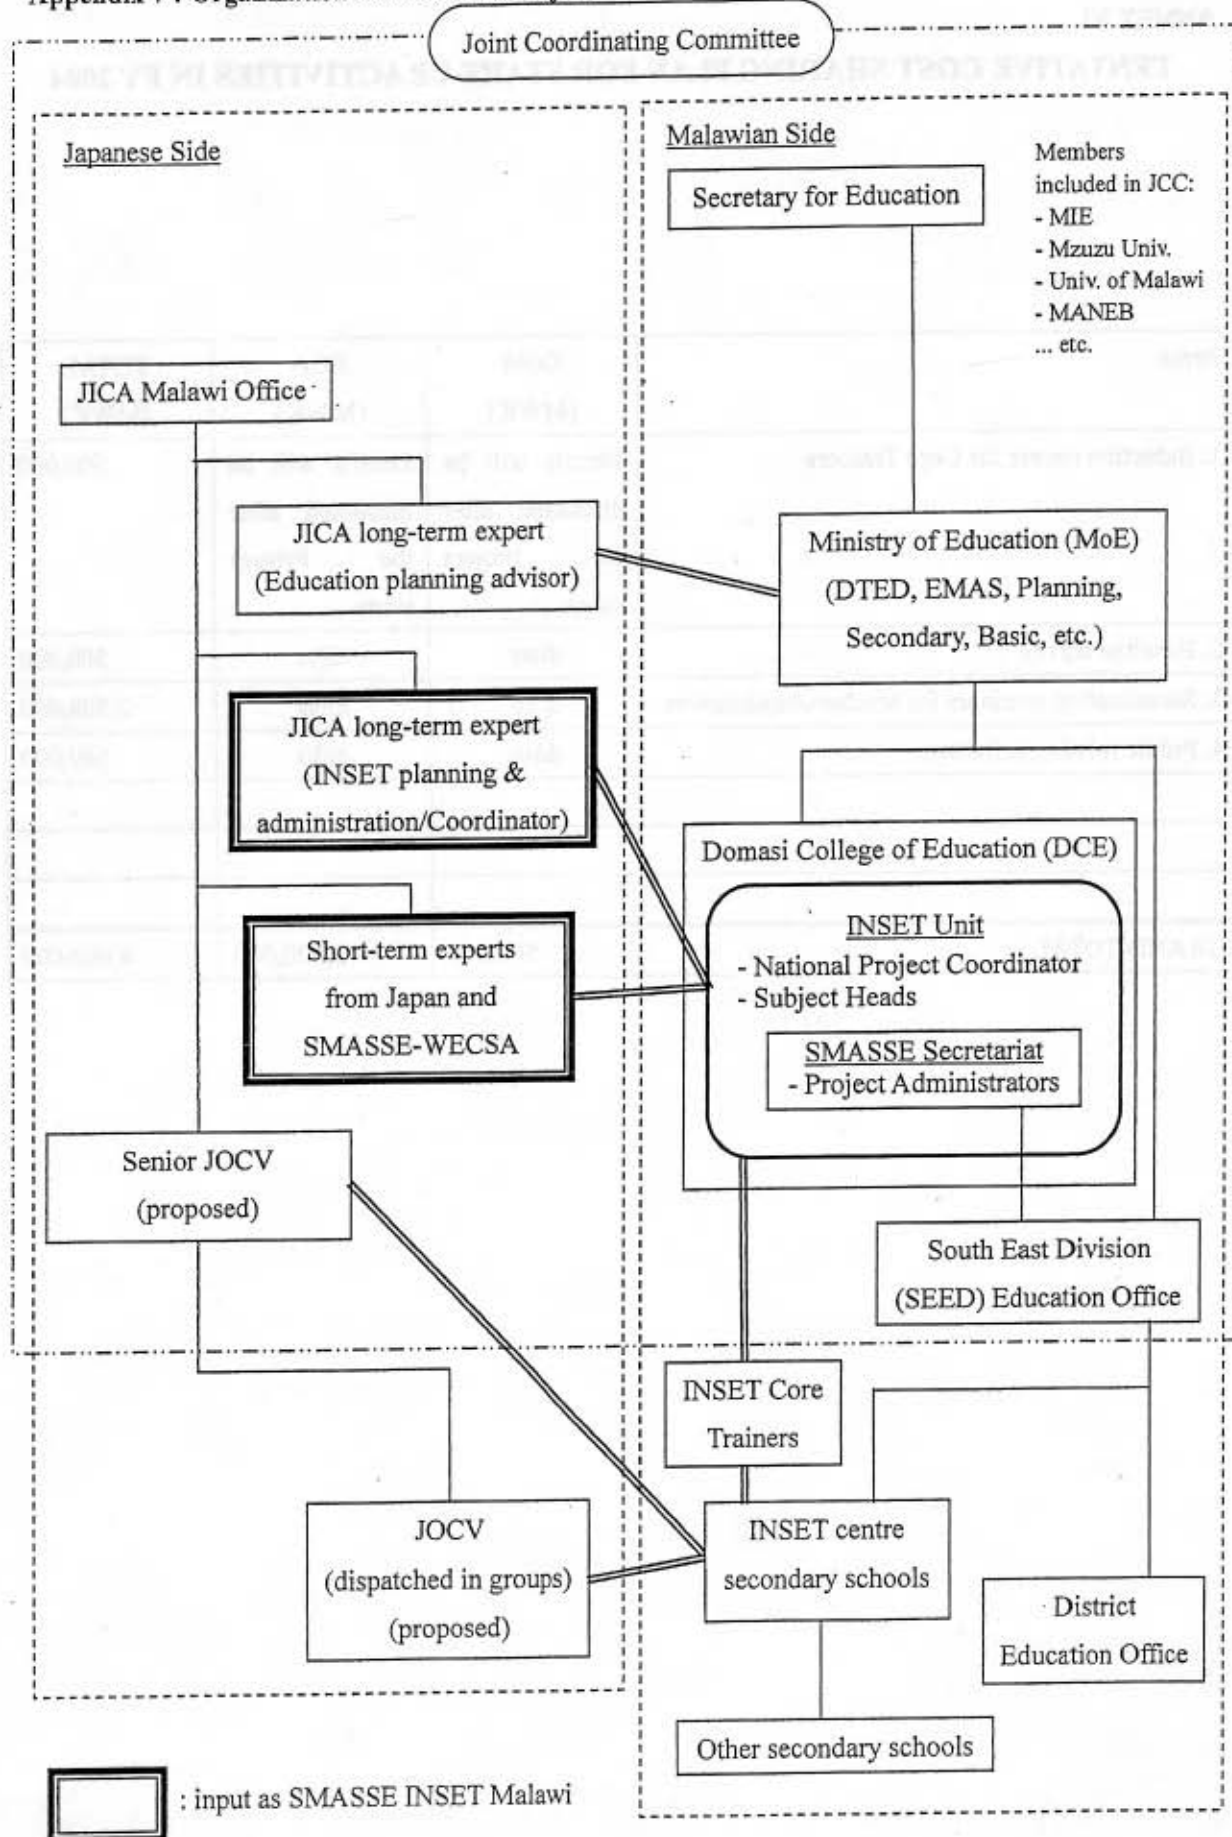 Joint Coordinating Committee
Japanese Side
JICA Malawi Office
JICA long-term expert
(Education planning advisor)
JICA long-term expert
(INSET planning &
administration/Coordinator)
Short-term experts
from Japan and
SMASSE-WECSA
Senior JOCV
(proposed)
JOCV
(dispatched in groups)
(proposed)
Malawian Side
Secretary for Education
Members
included in JCC:
- MIE
- Mzuzu Univ.
- Univ. of Malawi
- MANEB
... etc.
Ministry of Education (MoE)
(DTED, EMAS, Planning,
Secondary, Basic, etc.)
Domasi College of Education (DCE)
INSET Unit
- National Project Coordinator
- Subject Heads
SMASSE Secretariat
- Project Administrators
South East Division
(SEED) Education Office
INSET Core
Trainers
INSET centre
secondary schools
District
Education Office
Other secondary schools
: input as SMASSE INSET Malawi